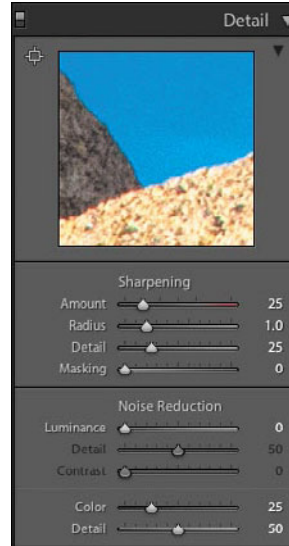 Detail
Sharpening
Amount 25
Radius 1.0
Detail 25
Masking 0
Noise Reduction
Luminance 0
Detail 50
Contrast 0
Color 25
Detail 50